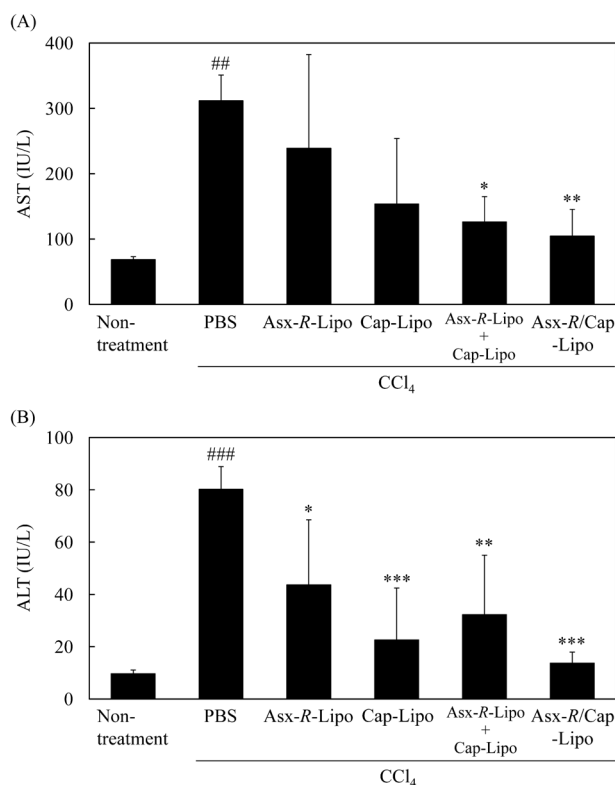 (A)
400
300
200
100
0
AST (IU/L)
##
*
**
Non-
treatment
PBS
Asx-R-Lipo
Cap-Lipo
Asx-R-Lipo
+
Cap-Lipo
Asx-R/Cap
-Lipo
CCl₄
(B)
100
80
60
40
20
0
ALT (IU/L)
###
*
***
**
***
Non-
treatment
PBS
Asx-R-Lipo
Cap-Lipo
Asx-R-Lipo
+
Cap-Lipo
Asx-R/Cap
-Lipo
CCl₄